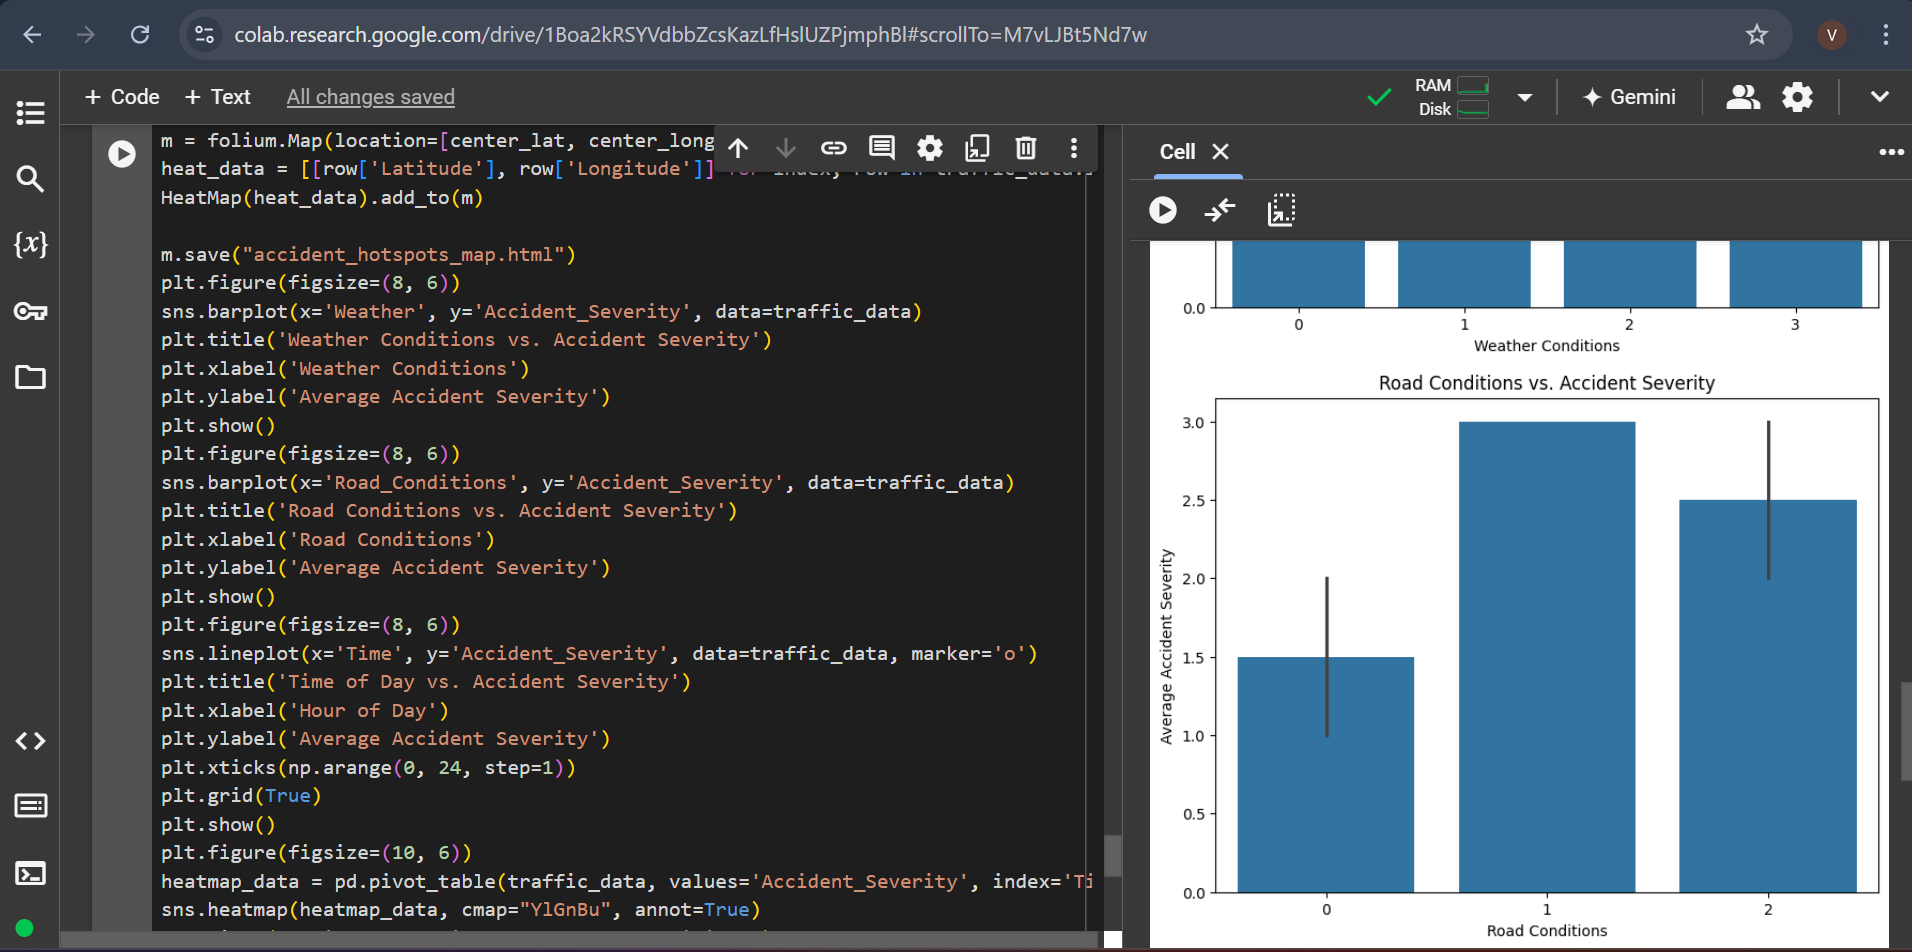 colab.research.google.com/drive/1Boa2kRSYVdbbZcsKazLfHslUZPjmphBl#scrollTo=M7vLJBt5Nd7w
V
+ Code + Text All changes saved
RAM
Disk
Gemini
m = folium.Map(location=[center_lat, center_long
heat_data = [[row['Latitude'], row['Longitude']]
HeatMap(heat_data).add_to(m)
m.save("accident_hotspots_map.html")
plt.figure(figsize=(8, 6))
sns.barplot(x='Weather', y='Accident_Severity', data=traffic_data)
plt.title('Weather Conditions vs. Accident Severity')
plt.xlabel('Weather Conditions')
plt.ylabel('Average Accident Severity')
plt.show()
plt.figure(figsize=(8, 6))
sns.barplot(x='Road_Conditions', y='Accident_Severity', data=traffic_data)
plt.title('Road Conditions vs. Accident Severity')
plt.xlabel('Road Conditions')
plt.ylabel('Average Accident Severity')
plt.show()
plt.figure(figsize=(8, 6))
sns.lineplot(x='Time', y='Accident_Severity', data=traffic_data, marker='o')
plt.title('Time of Day vs. Accident Severity')
plt.xlabel('Hour of Day')
plt.ylabel('Average Accident Severity')
plt.xticks(np.arange(0, 24, step=1))
plt.grid(True)
plt.show()
plt.figure(figsize=(10, 6))
heatmap_data = pd.pivot_table(traffic_data, values='Accident_Severity', index='Ti
sns.heatmap(heatmap_data, cmap="YlGnBu", annot=True)
{x}
Cell
0.0
0 1 2 3
Weather Conditions
Road Conditions vs. Accident Severity
Average Accident Severity
3.0
2.5
2.0
1.5
1.0
0.5
0.0
0 1 2
Road Conditions